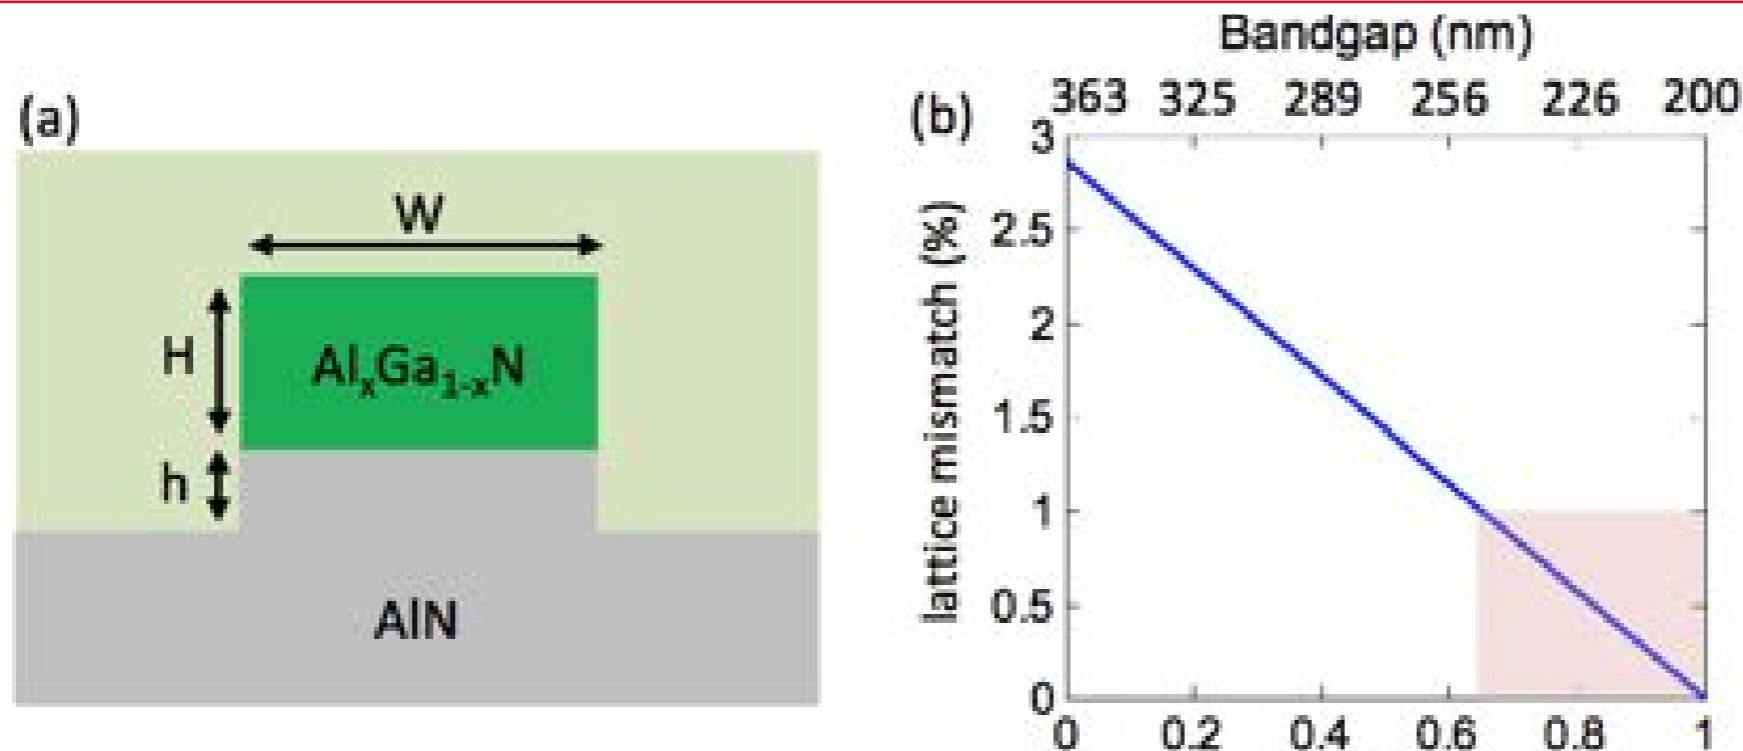 (a)
W
H
AlₓGa₁₋ₓN
h
AlN
(b)
Bandgap (nm)
363 325 289 256 226 200
lattice mismatch (%)
3
2.5
2
1.5
1
0.5
0
0 0.2 0.4 0.6 0.8 1